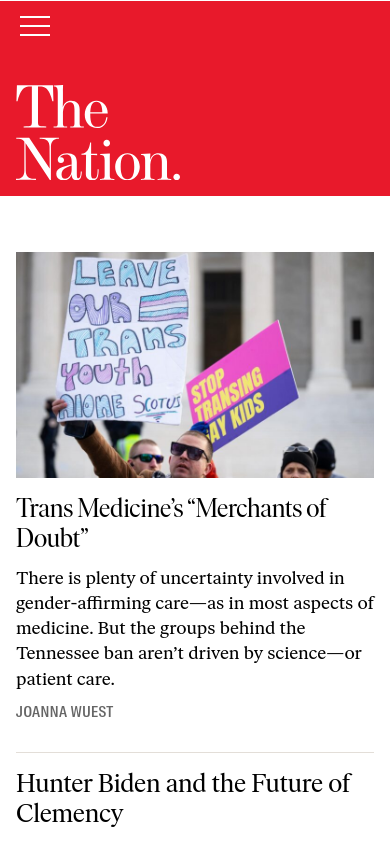 The
Nation.
LEAVE
OUR
TRANS
YOUTH
ALONE SCOTUS
STOP
TRANSING
GAY KIDS
Trans Medicine’s “Merchants of
Doubt”
There is plenty of uncertainty involved in
gender-affirming care—as in most aspects of
medicine. But the groups behind the
Tennessee ban aren’t driven by science—or
patient care.
JOANNA WUEST
Hunter Biden and the Future of
Clemency